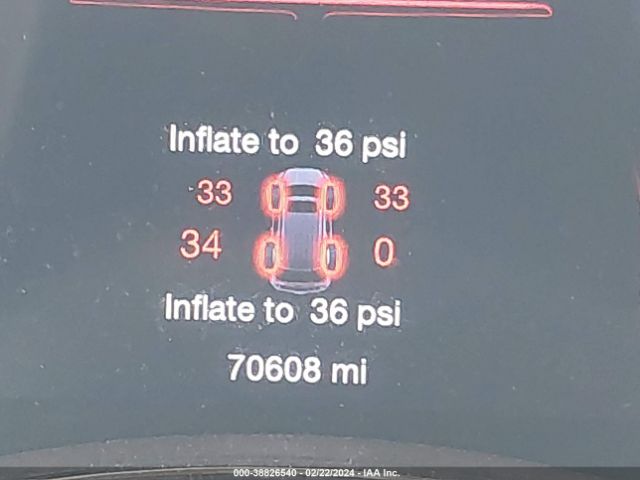 Inflate to 36 psi
33 33
34 0
Inflate to 36 psi
70608 mi
000-38826540 - 02/22/2024 - IAA Inc.